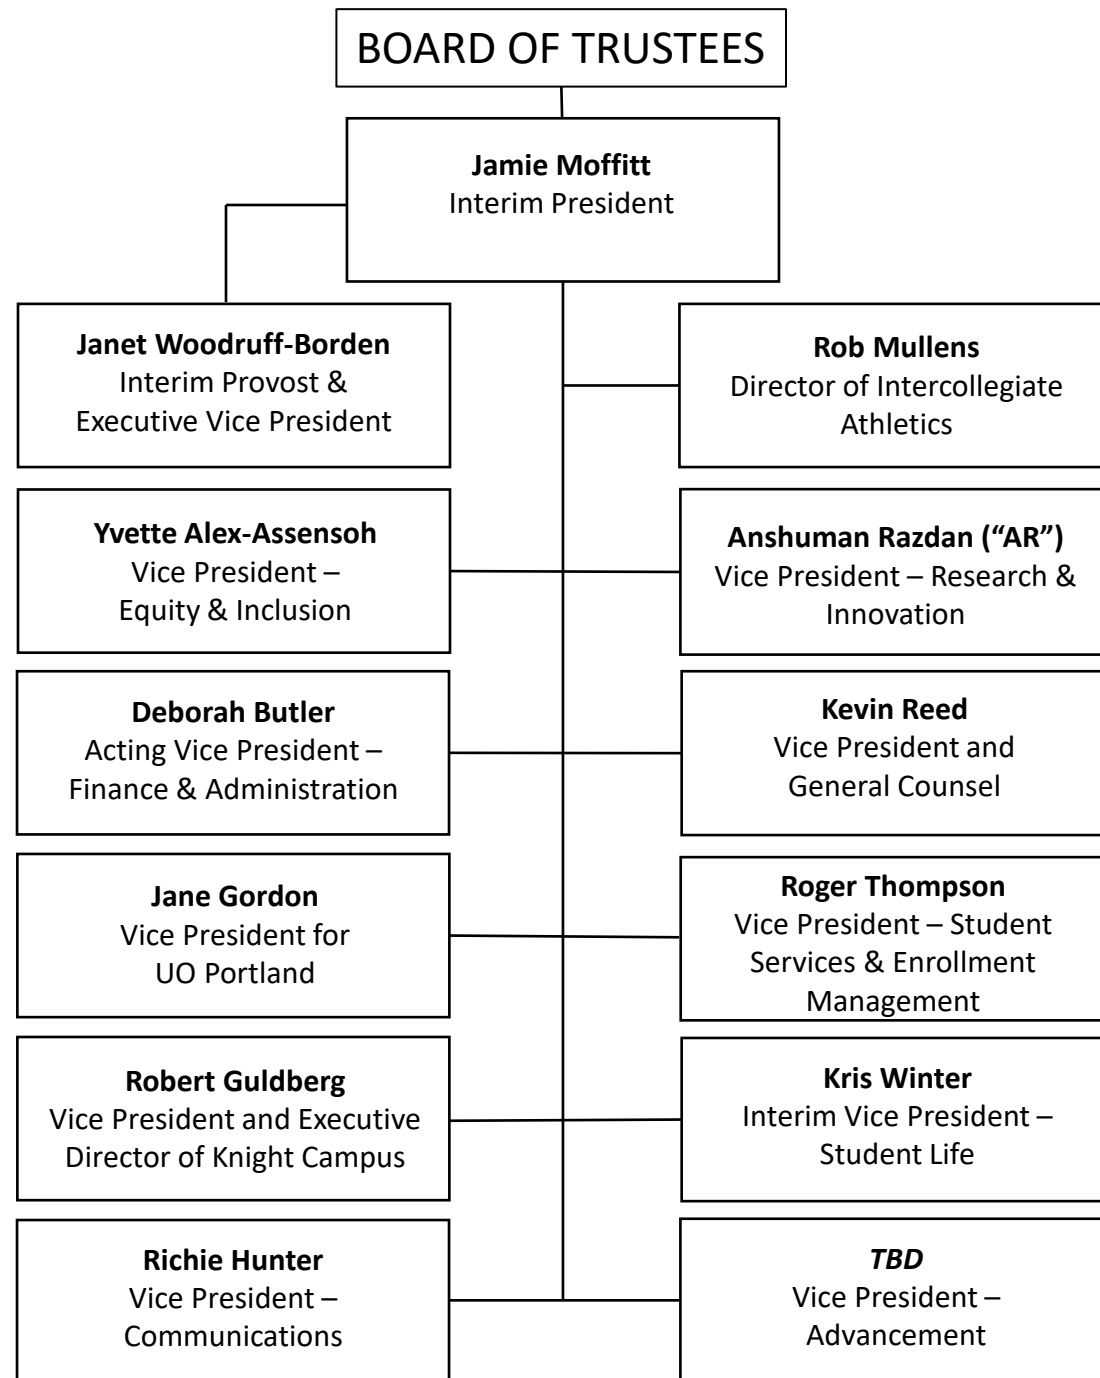 BOARD OF TRUSTEES
Jamie Moffitt
Interim President
Janet Woodruff-Borden
Interim Provost &
Executive Vice President
Rob Mullens
Director of Intercollegiate
Athletics
Yvette Alex-Assensoh
Vice President –
Equity & Inclusion
Anshuman Razdan (“AR”)
Vice President – Research &
Innovation
Deborah Butler
Acting Vice President –
Finance & Administration
Kevin Reed
Vice President and
General Counsel
Jane Gordon
Vice President for
UO Portland
Roger Thompson
Vice President – Student
Services & Enrollment
Management
Robert Guldberg
Vice President and Executive
Director of Knight Campus
Kris Winter
Interim Vice President –
Student Life
Richie Hunter
Vice President –
Communications
TBD
Vice President –
Advancement